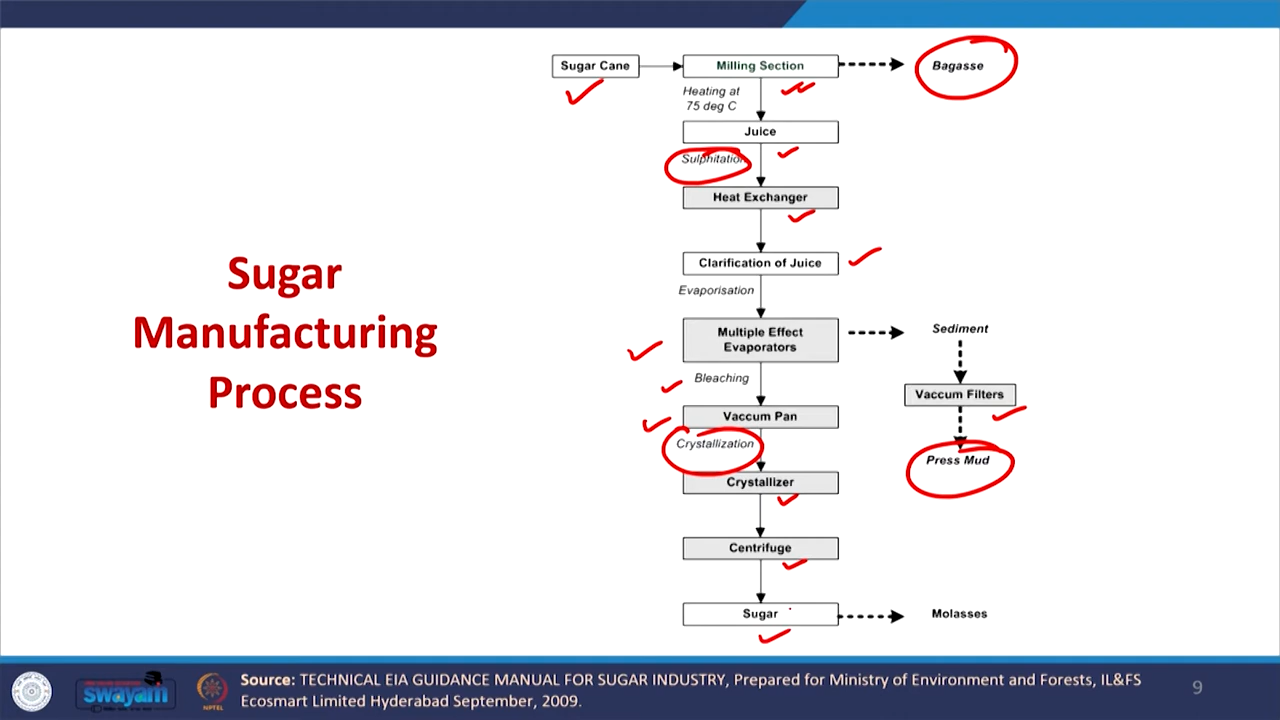 Sugar
Manufacturing
Process
Sugar Cane
Milling Section
Bagasse
Heating at
75 deg C
Juice
Sulphitation
Heat Exchanger
Clarification of Juice
Evaporisation
Multiple Effect
Evaporators
Sediment
Bleaching
Vaccum Filters
Vaccum Pan
Crystallization
Press Mud
Crystallizer
Centrifuge
Sugar
Molasses
Source: TECHNICAL EIA GUIDANCE MANUAL FOR SUGAR INDUSTRY, Prepared for Ministry of Environment and Forests, IL&FS
Ecosmart Limited Hyderabad September, 2009.
9
swayam
NPTEL